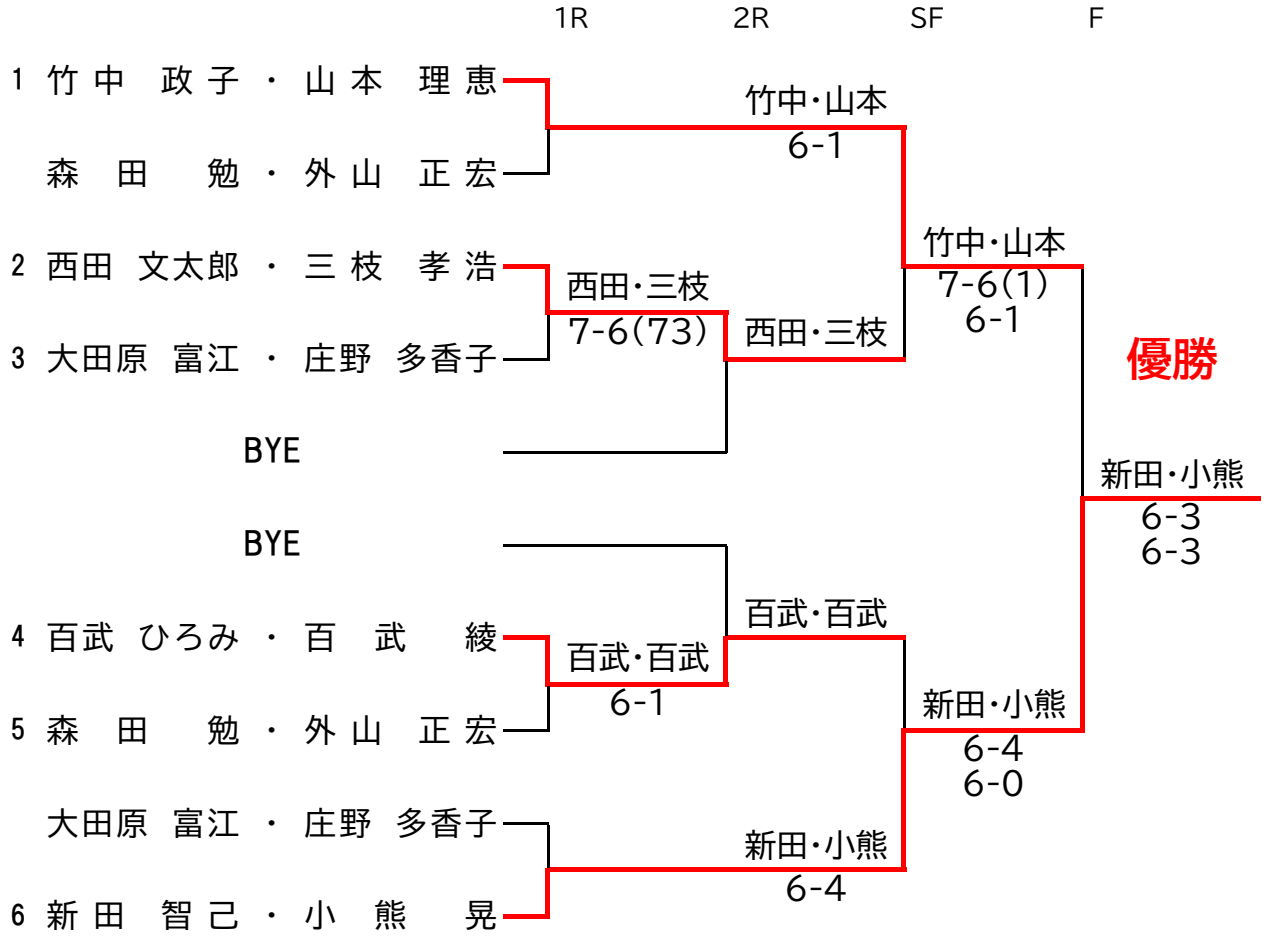 1R 2R SF F
1 竹中 政子 ・ 山本 理恵
竹中・山本
6-1
森田 勉 ・ 外山 正宏
竹中・山本
7-6(1)
6-1
2 西田 文太郎 ・ 三枝 孝浩
西田・三枝
7-6(73)
西田・三枝
3 大田原 富江 ・ 庄野 多香子
優勝
BYE
新田・小熊
6-3
6-3
BYE
百武・百武
4 百武 ひろみ ・ 百武 綾
百武・百武
6-1
新田・小熊
6-4
6-0
5 森田 勉 ・ 外山 正宏
大田原 富江 ・ 庄野 多香子
新田・小熊
6-4
6 新田 智己 ・ 小熊 晃